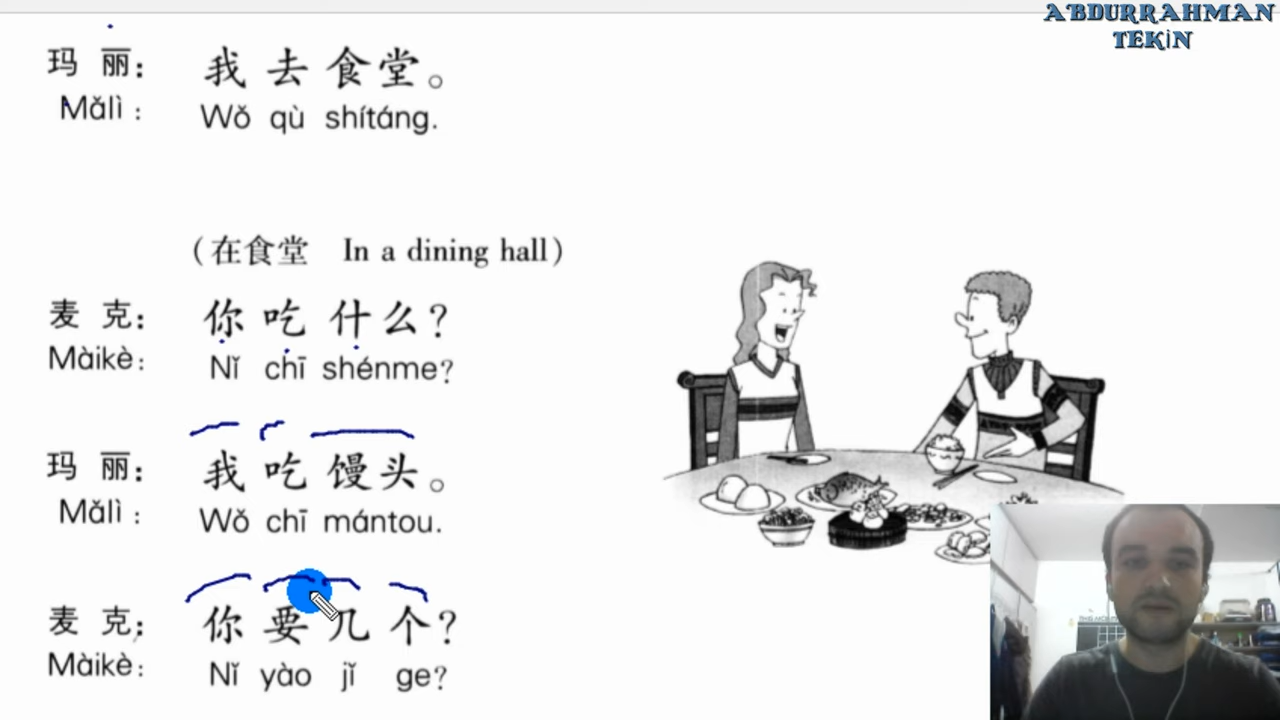 ABDURRAHMAN
TEKİN
玛 丽： 我 去 食 堂 。
Mǎlì : Wǒ qù shítáng.
（在食堂 In a dining hall）
麦 克： 你 吃 什 么 ？
Màikè: Nǐ chī shénme?
玛 丽： 我 吃 馒 头 。
Mǎlì : Wǒ chī mántou.
麦 克： 你 要 几 个 ？
Màikè: Nǐ yào jǐ ge?